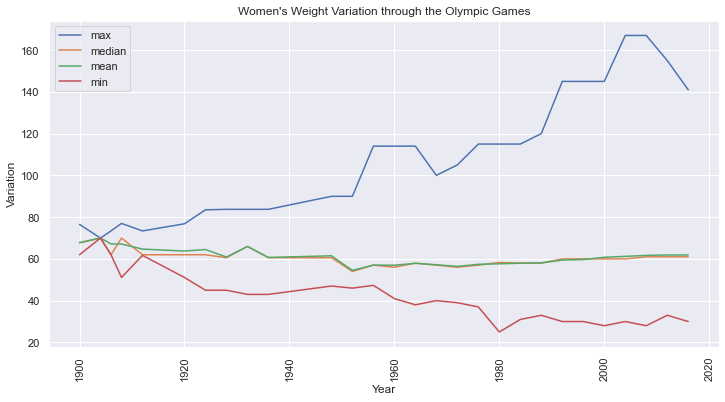 Women's Weight Variation through the Olympic Games
max
median
mean
min
160
140
120
100
80
60
40
20
Variation
1900
1920
1940
1960
1980
2000
2020
Year